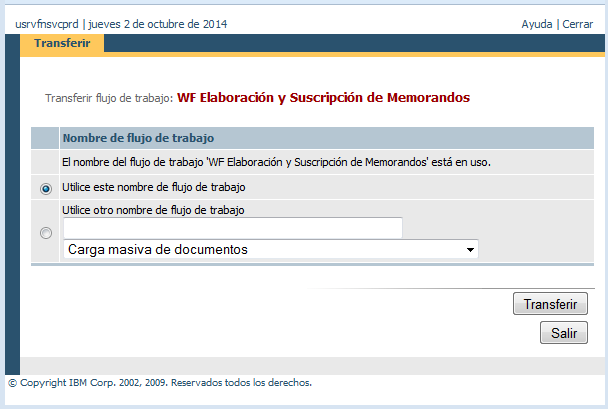 usrvfnsvcprd | jueves 2 de octubre de 2014
Ayuda | Cerrar
Transferir
Transferir flujo de trabajo: WF Elaboración y Suscripción de Memorandos
Nombre de flujo de trabajo
El nombre del flujo de trabajo 'WF Elaboración y Suscripción de Memorandos' está en uso.
Utilice este nombre de flujo de trabajo
Utilice otro nombre de flujo de trabajo
Carga masiva de documentos
Transferir
Salir
© Copyright IBM Corp. 2002, 2009. Reservados todos los derechos.